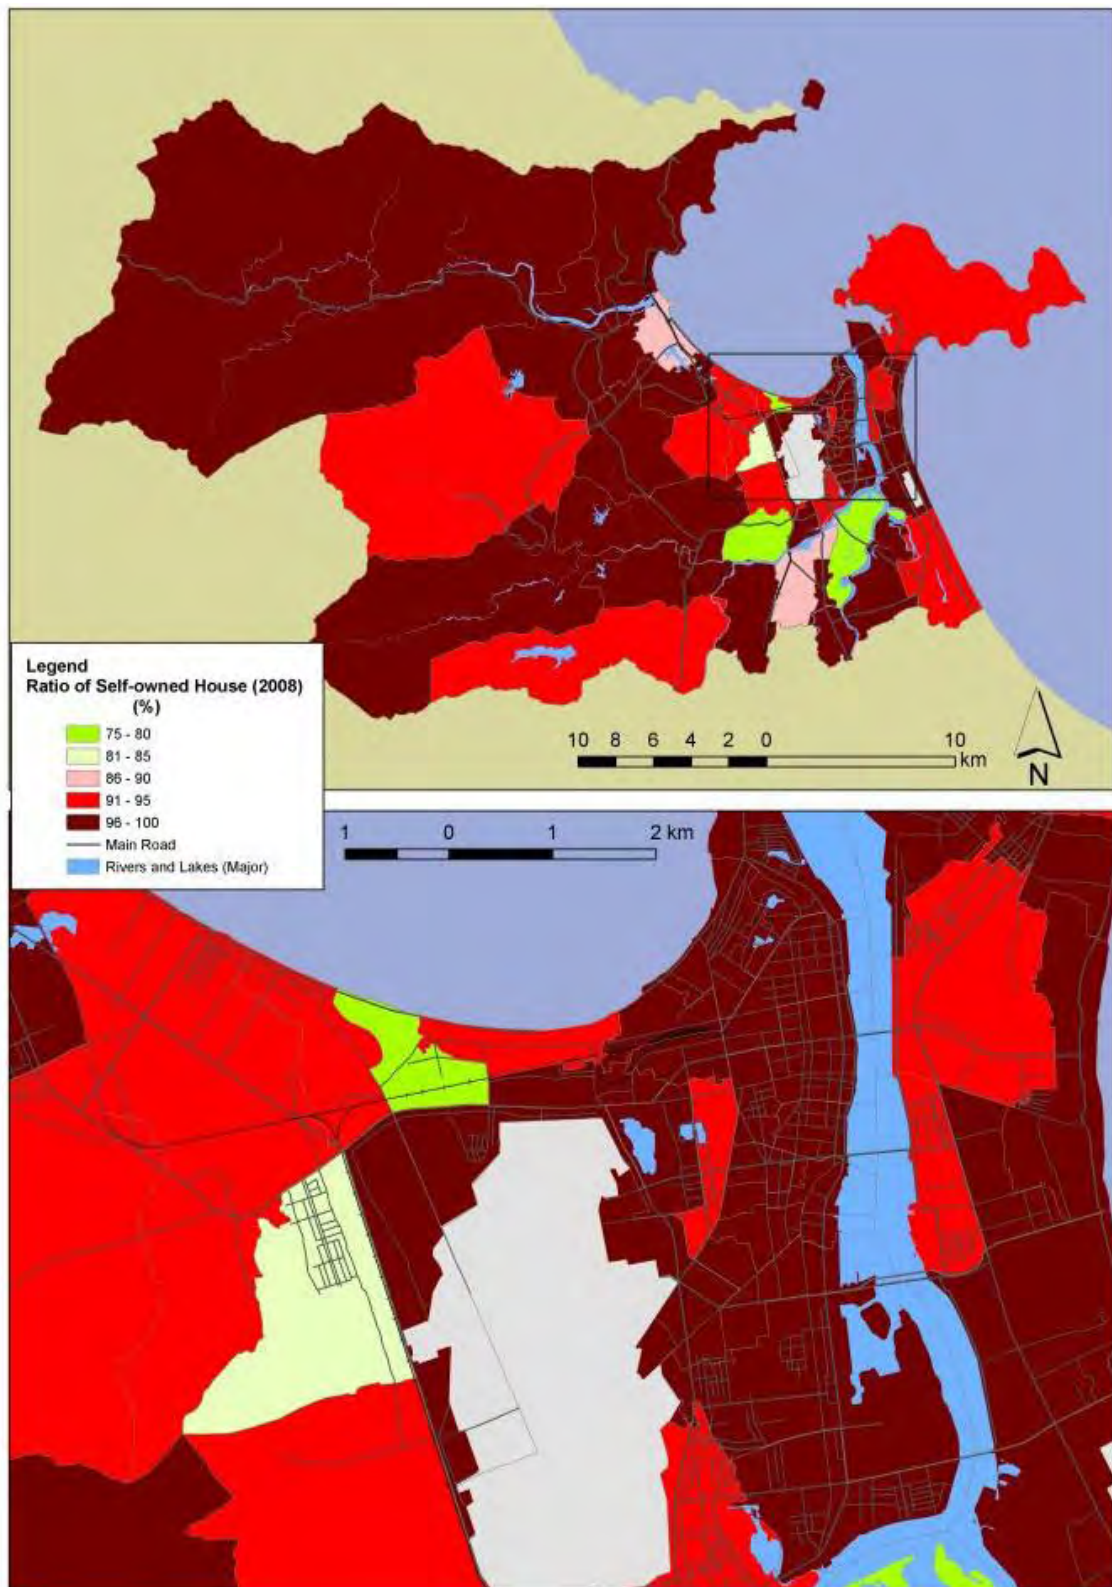 Legend
Ratio of Self-owned House (2008)
(%)
75 - 80
81 - 85
86 - 90
91 - 95
96 - 100
Main Road
Rivers and Lakes (Major)
10 8 6 4 2 0 10
km
N
1 0 1 2 km